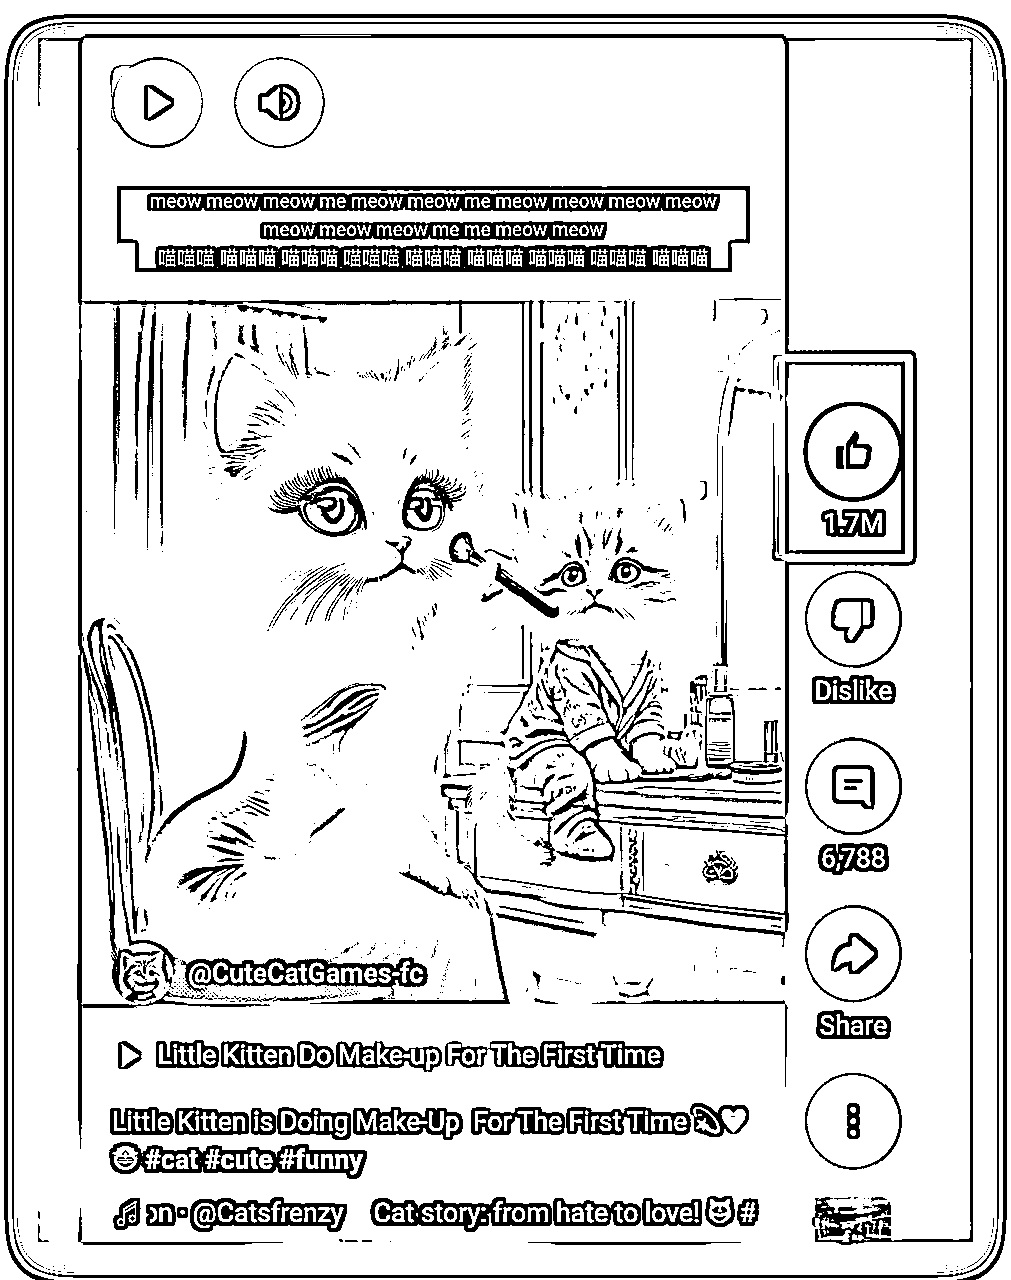 meow meow meow me meow meow me meow meow meow meow
meow meow meow me me meow meow
喵喵喵 喵喵喵 喵喵喵 喵喵喵 喵喵喵 喵喵喵 喵喵喵 喵喵喵 喵喵喵
1.7M
Dislike
6,788
Share
@CuteCatGames-fc
Little Kitten Do Make-up For The First Time
Little Kitten is Doing Make-Up For The First Time 💫🤍
😍 #cat #cute #funny
on · @Catsfrenzy Cat story: from hate to love! 😻 #